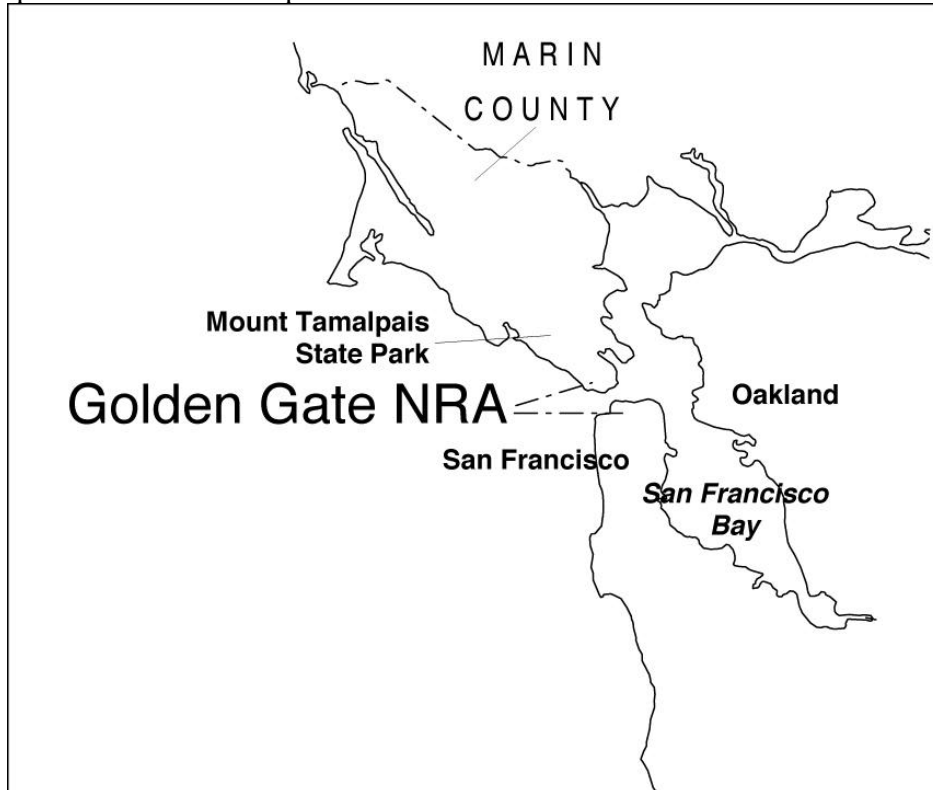 MARIN
COUNTY
Mount Tamalpais
State Park
Golden Gate NRA
Oakland
San Francisco
San Francisco
Bay